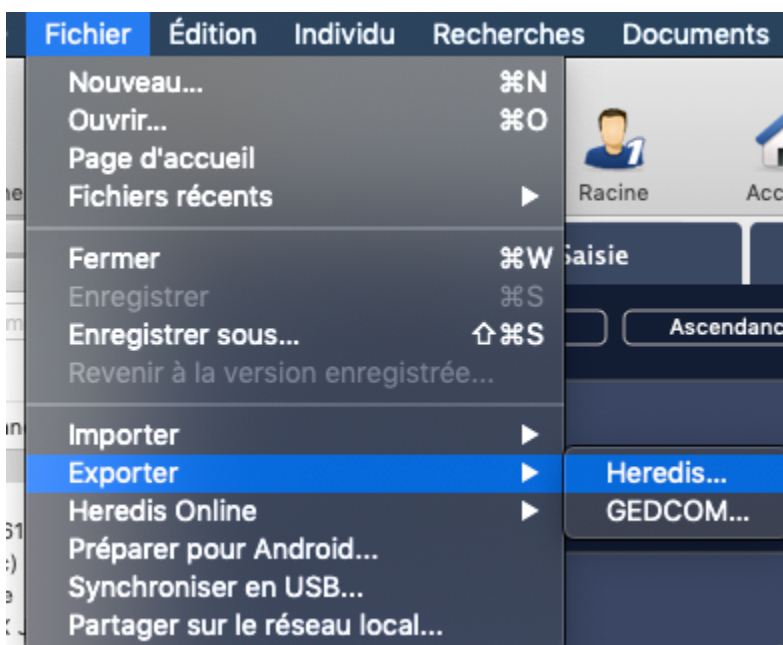 Fichier Édition Individu Recherches Documents
Nouveau... ⌘N
Ouvrir... ⌘O
Page d'accueil
Fichiers récents ▶
Racine
Fermer ⌘W
Saisie
Enregistrer ⌘S
Enregistrer sous... ⇧⌘S
Revenir à la version enregistrée...
Importer ▶
Exporter ▶
Heredis...
Heredis Online ▶
GEDCOM...
Préparer pour Android...
Synchroniser en USB...
Partager sur le réseau local...